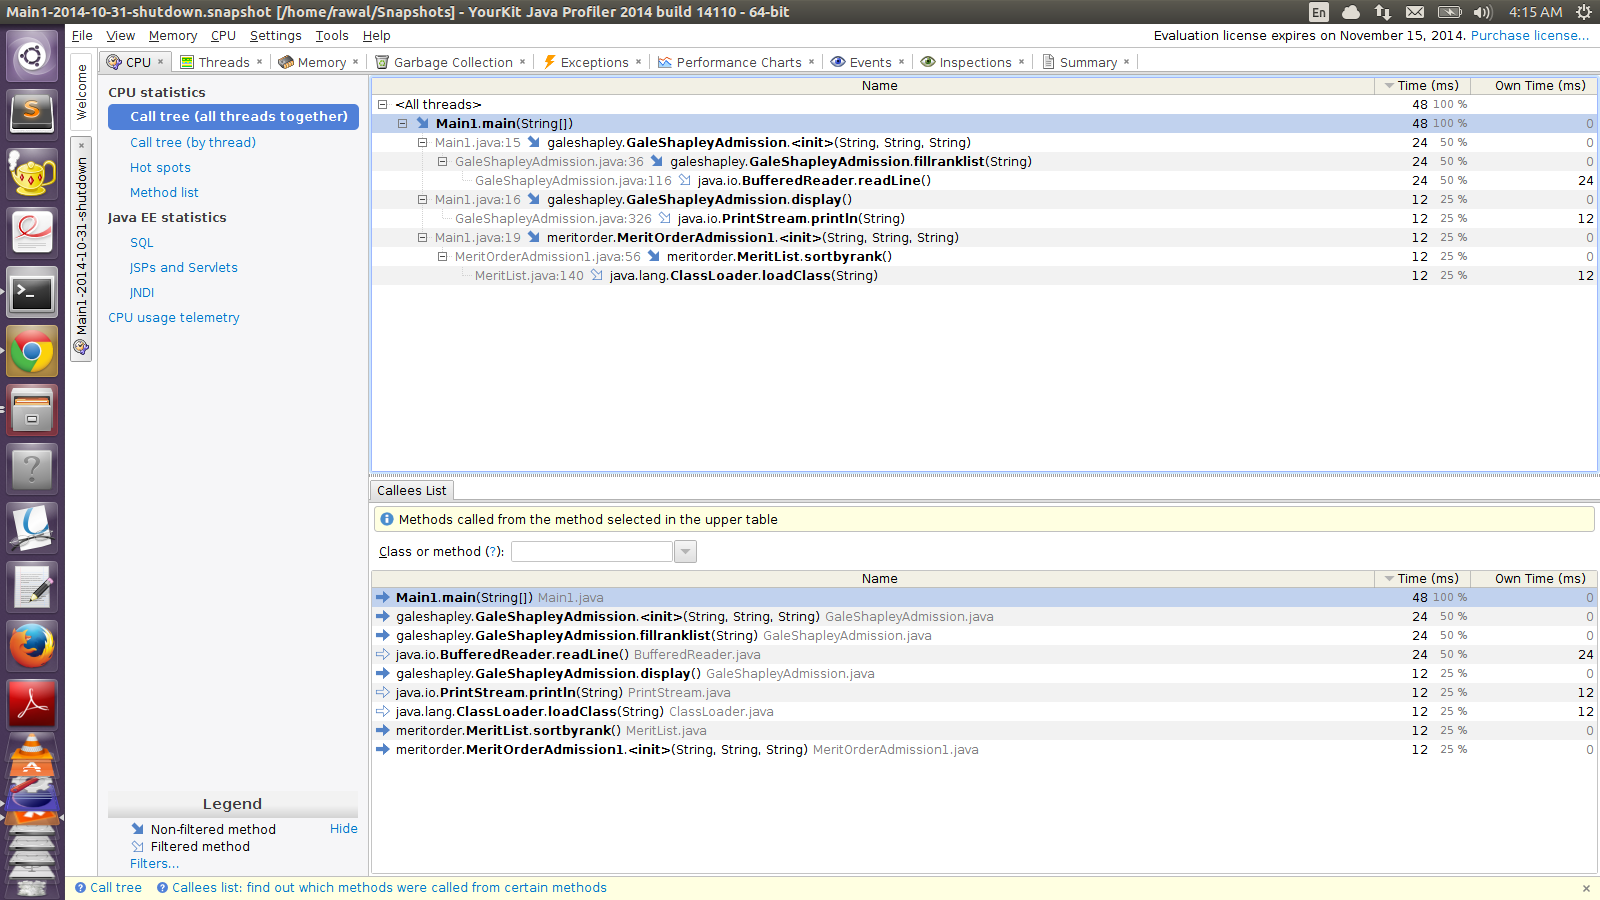 Main1-2014-10-31-shutdown.snapshot [/home/rawal/Snapshots] - YourKit Java Profiler 2014 build 14110 - 64-bit
En
4:15 AM
File View Memory CPU Settings Tools Help
Evaluation license expires on November 15, 2014. Purchase license...
Welcome
Main1-2014-10-31-shutdown ×
CPU × Threads × Memory × Garbage Collection × Exceptions × Performance Charts × Events × Inspections × Summary ×
CPU statistics
Call tree (all threads together)
Call tree (by thread)
Hot spots
Method list
Java EE statistics
SQL
JSPs and Servlets
JNDI
CPU usage telemetry
Legend
Non-filtered method Hide
Filtered method
Filters...
Name Time (ms) Own Time (ms)
<All threads> 48 100 %
Main1.main(String[]) 48 100 % 0
Main1.java:15 galeshapley.GaleShapleyAdmission.<init>(String, String, String) 24 50 % 0
GaleShapleyAdmission.java:36 galeshapley.GaleShapleyAdmission.fillranklist(String) 24 50 % 0
GaleShapleyAdmission.java:116 java.io.BufferedReader.readLine() 24 50 % 24
Main1.java:16 galeshapley.GaleShapleyAdmission.display() 12 25 % 0
GaleShapleyAdmission.java:326 java.io.PrintStream.println(String) 12 25 % 12
Main1.java:19 meritorder.MeritOrderAdmission1.<init>(String, String, String) 12 25 % 0
MeritOrderAdmission1.java:56 meritorder.MeritList.sortbyrank() 12 25 % 0
MeritList.java:140 java.lang.ClassLoader.loadClass(String) 12 25 % 12
Callees List
Methods called from the method selected in the upper table
Class or method (?):
Name Time (ms) Own Time (ms)
Main1.main(String[]) Main1.java 48 100 % 0
galeshapley.GaleShapleyAdmission.<init>(String, String, String) GaleShapleyAdmission.java 24 50 % 0
galeshapley.GaleShapleyAdmission.fillranklist(String) GaleShapleyAdmission.java 24 50 % 0
java.io.BufferedReader.readLine() BufferedReader.java 24 50 % 24
galeshapley.GaleShapleyAdmission.display() GaleShapleyAdmission.java 12 25 % 0
java.io.PrintStream.println(String) PrintStream.java 12 25 % 12
java.lang.ClassLoader.loadClass(String) ClassLoader.java 12 25 % 12
meritorder.MeritList.sortbyrank() MeritList.java 12 25 % 0
meritorder.MeritOrderAdmission1.<init>(String, String, String) MeritOrderAdmission1.java 12 25 % 0
? Call tree ? Callees list: find out which methods were called from certain methods ×